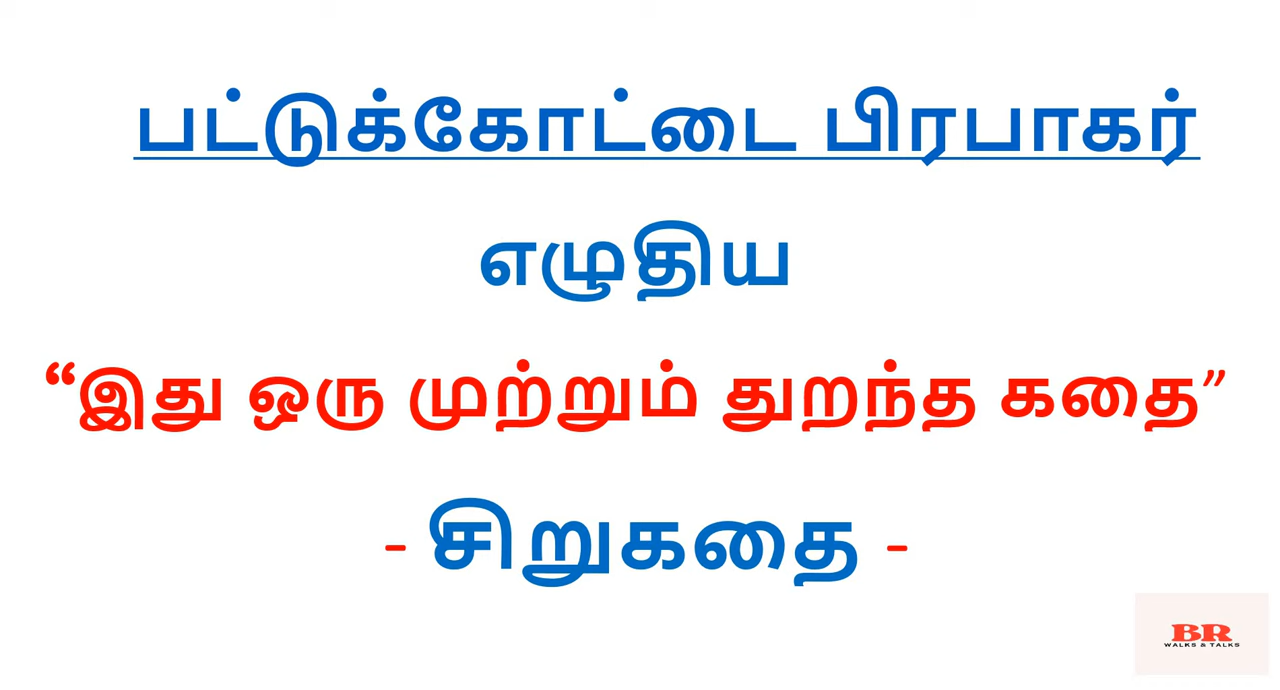 பட்டுக்கோட்டை பிரபாகர்
எழுதிய
“இது ஒரு முற்றும் துறந்த கதை”
- சிறுகதை -
BR
WALKS & TALKS